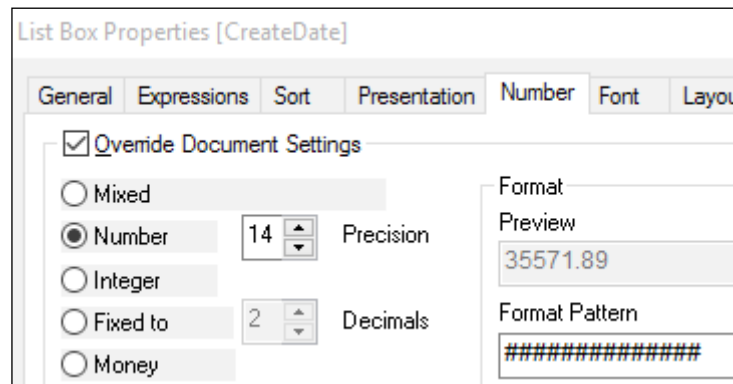 List Box Properties [CreateDate]
General Expressions Sort Presentation Number Font Layou
Override Document Settings
Mixed
Number 14 Precision
Integer
Fixed to 2 Decimals
Money
Format
Preview
35571.89
Format Pattern
##############